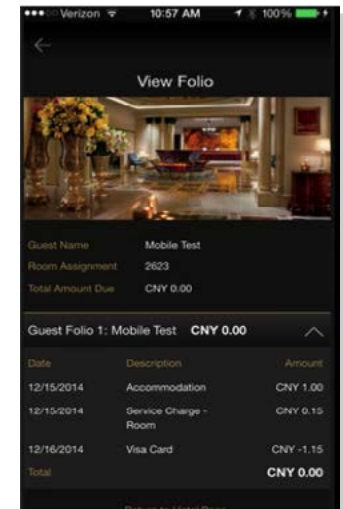 Verizon 10:57 AM 100%
View Folio
Guest Name Mobile Test
Room Assignment 2623
Total Amount Due CNY 0.00
Guest Folio 1: Mobile Test CNY 0.00
Date Description Amount
12/15/2014 Accommodation CNY 1.00
12/15/2014 Service Charge - CNY 0.15
Room
12/16/2014 Visa Card CNY -1.15
Total CNY 0.00